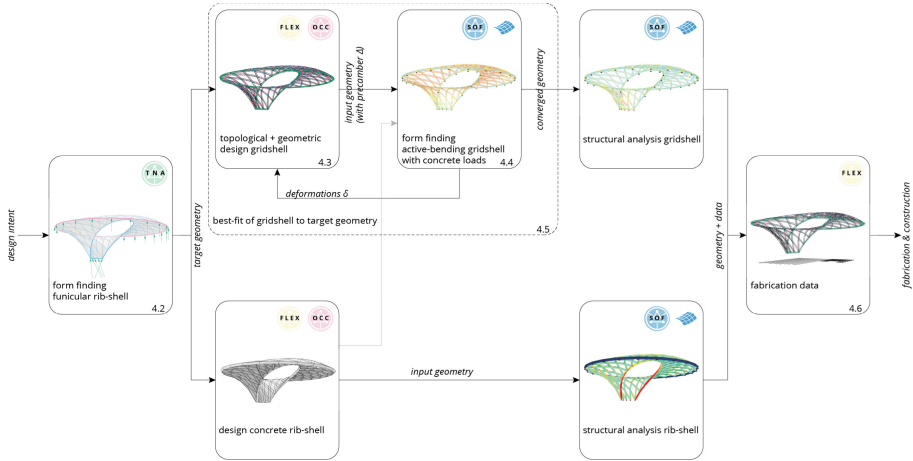 design intent
TNA
form finding
funicular rib-shell
4.2
target geometry
FLEX
OCC
topological + geometric
design gridshell
4.3
input geometry
(with precamber Δ)
SOF
form finding
active-bending gridshell
with concrete loads
4.4
deformations δ
best-fit of gridshell to target geometry
4.5
converged geometry
SOF
structural analysis gridshell
FLEX
OCC
design concrete rib-shell
input geometry
SOF
structural analysis rib-shell
geometry + data
FLEX
fabrication data
4.6
fabrication & construction